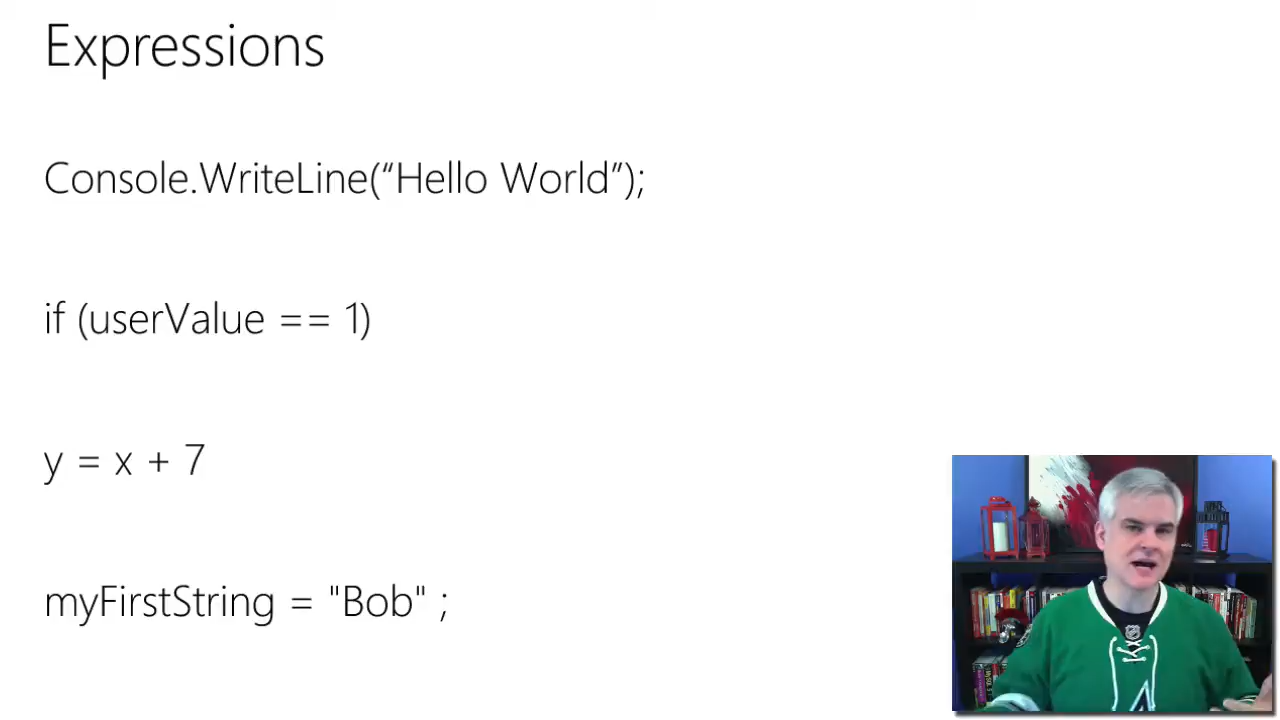 Expressions
Console.WriteLine(“Hello World”);
if (userValue == 1)
y = x + 7
myFirstString = "Bob" ;